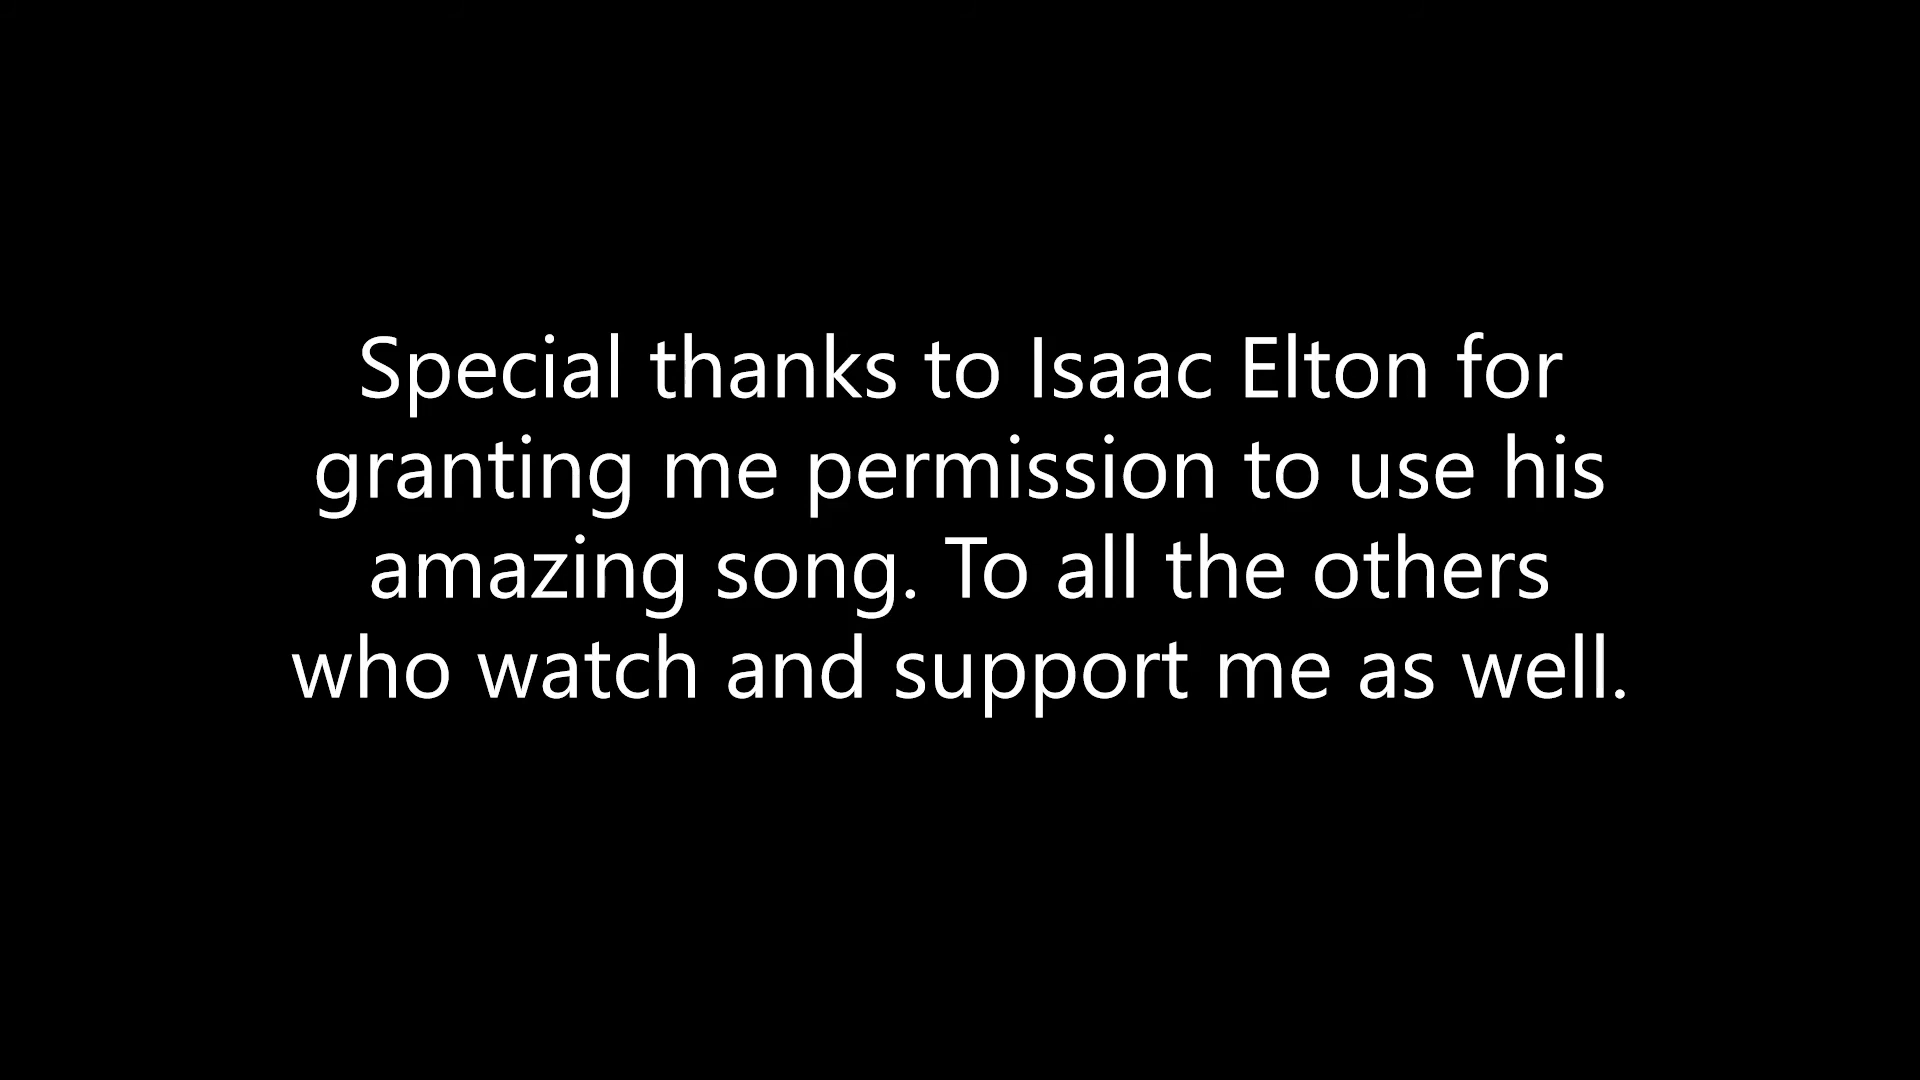 Special thanks to Isaac Elton for
granting me permission to use his
amazing song. To all the others
who watch and support me as well.